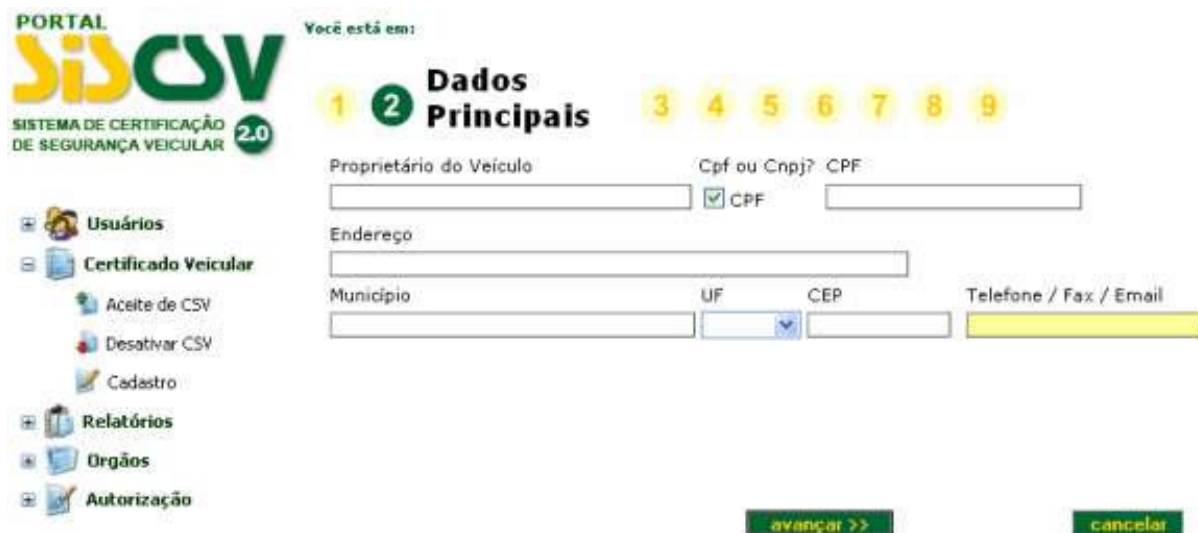 PORTAL
SiSCSV
SISTEMA DE CERTIFICAÇÃO
DE SEGURANÇA VEICULAR 2.0
Você está em:
1 2 Dados Principais 3 4 5 6 7 8 9
Proprietário do Veículo Cpf ou Cnpj? CPF
CPF
Endereço
Município UF CEP Telefone / Fax / Email
Usuários
Certificado Veicular
Aceite de CSV
Desativar CSV
Cadastro
Relatórios
Orgãos
Autorização
avançar >> cancelar